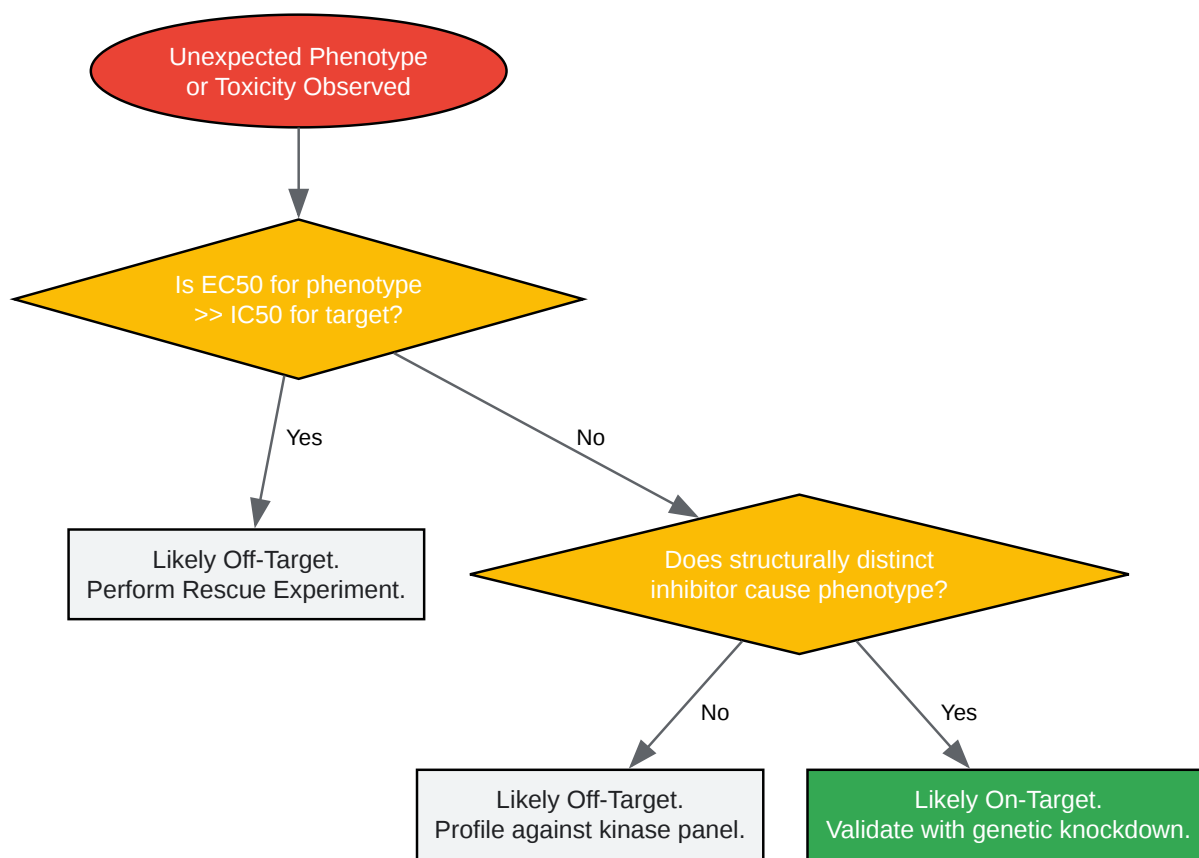 Unexpected Phenotype
or Toxicity Observed
Is EC50 for phenotype
>> IC50 for target?
Yes
No
Likely Off-Target.
Perform Rescue Experiment.
Does structurally distinct
inhibitor cause phenotype?
No
Yes
Likely Off-Target.
Profile against kinase panel.
Likely On-Target.
Validate with genetic knockdown.